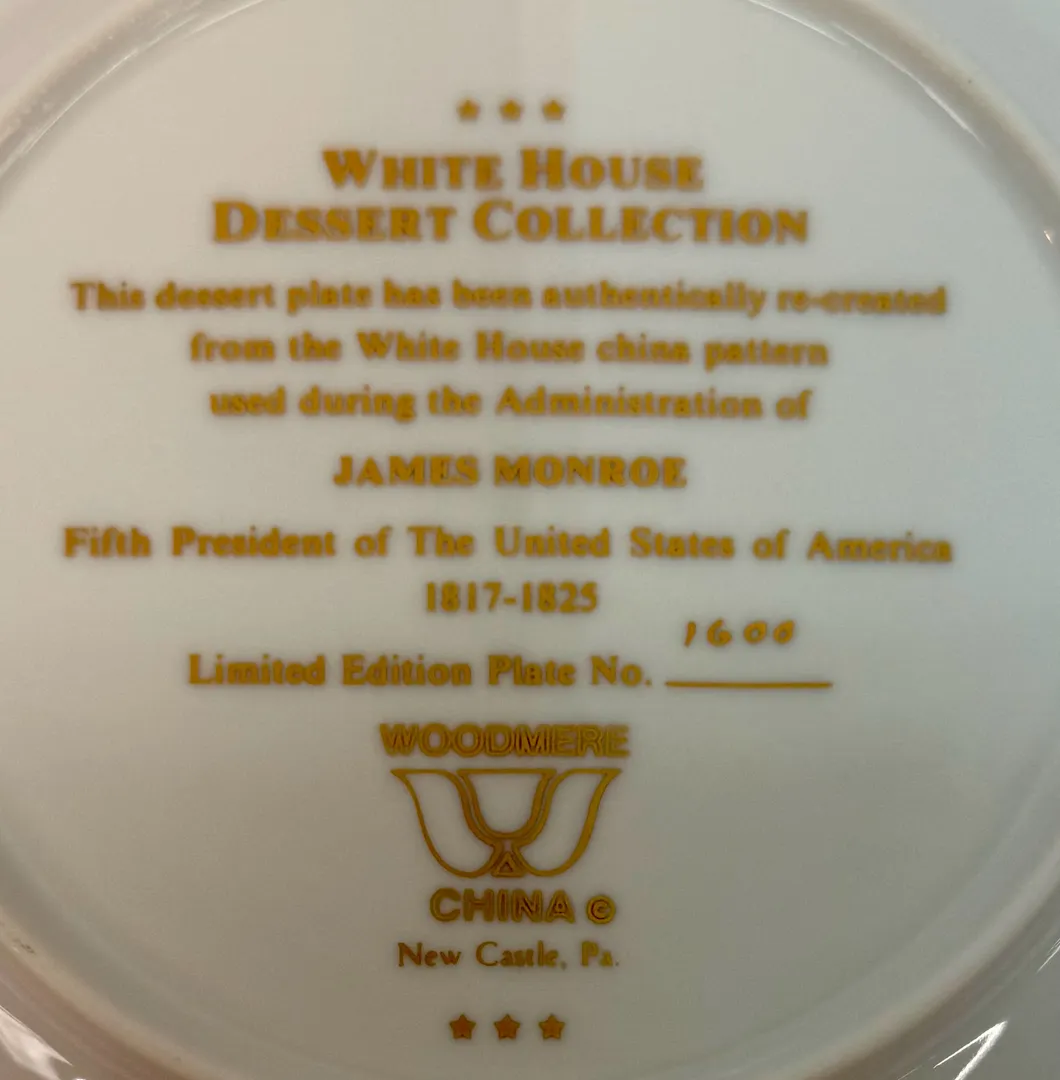 WHITE HOUSE
DESSERT COLLECTION
This dessert plate has been authentically re-created
from the White House china pattern
used during the Administration of
JAMES MONROE
Fifth President of The United States of America
1817-1825
Limited Edition Plate No. 1600
WOODMERE
CHINA ©
New Castle, Pa.